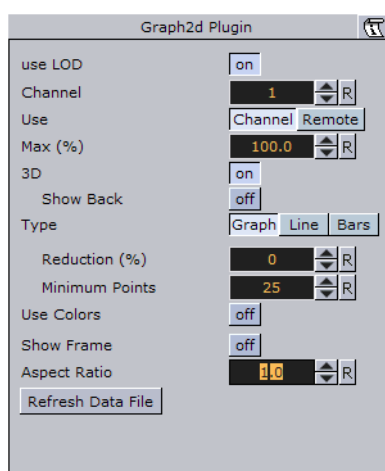 Graph2d Plugin
use LOD on
Channel 1 R
Use Channel Remote
Max (%) 100.0 R
3D on
Show Back off
Type Graph Line Bars
Reduction (%) 0 R
Minimum Points 25 R
Use Colors off
Show Frame off
Aspect Ratio 1.0 R
Refresh Data File